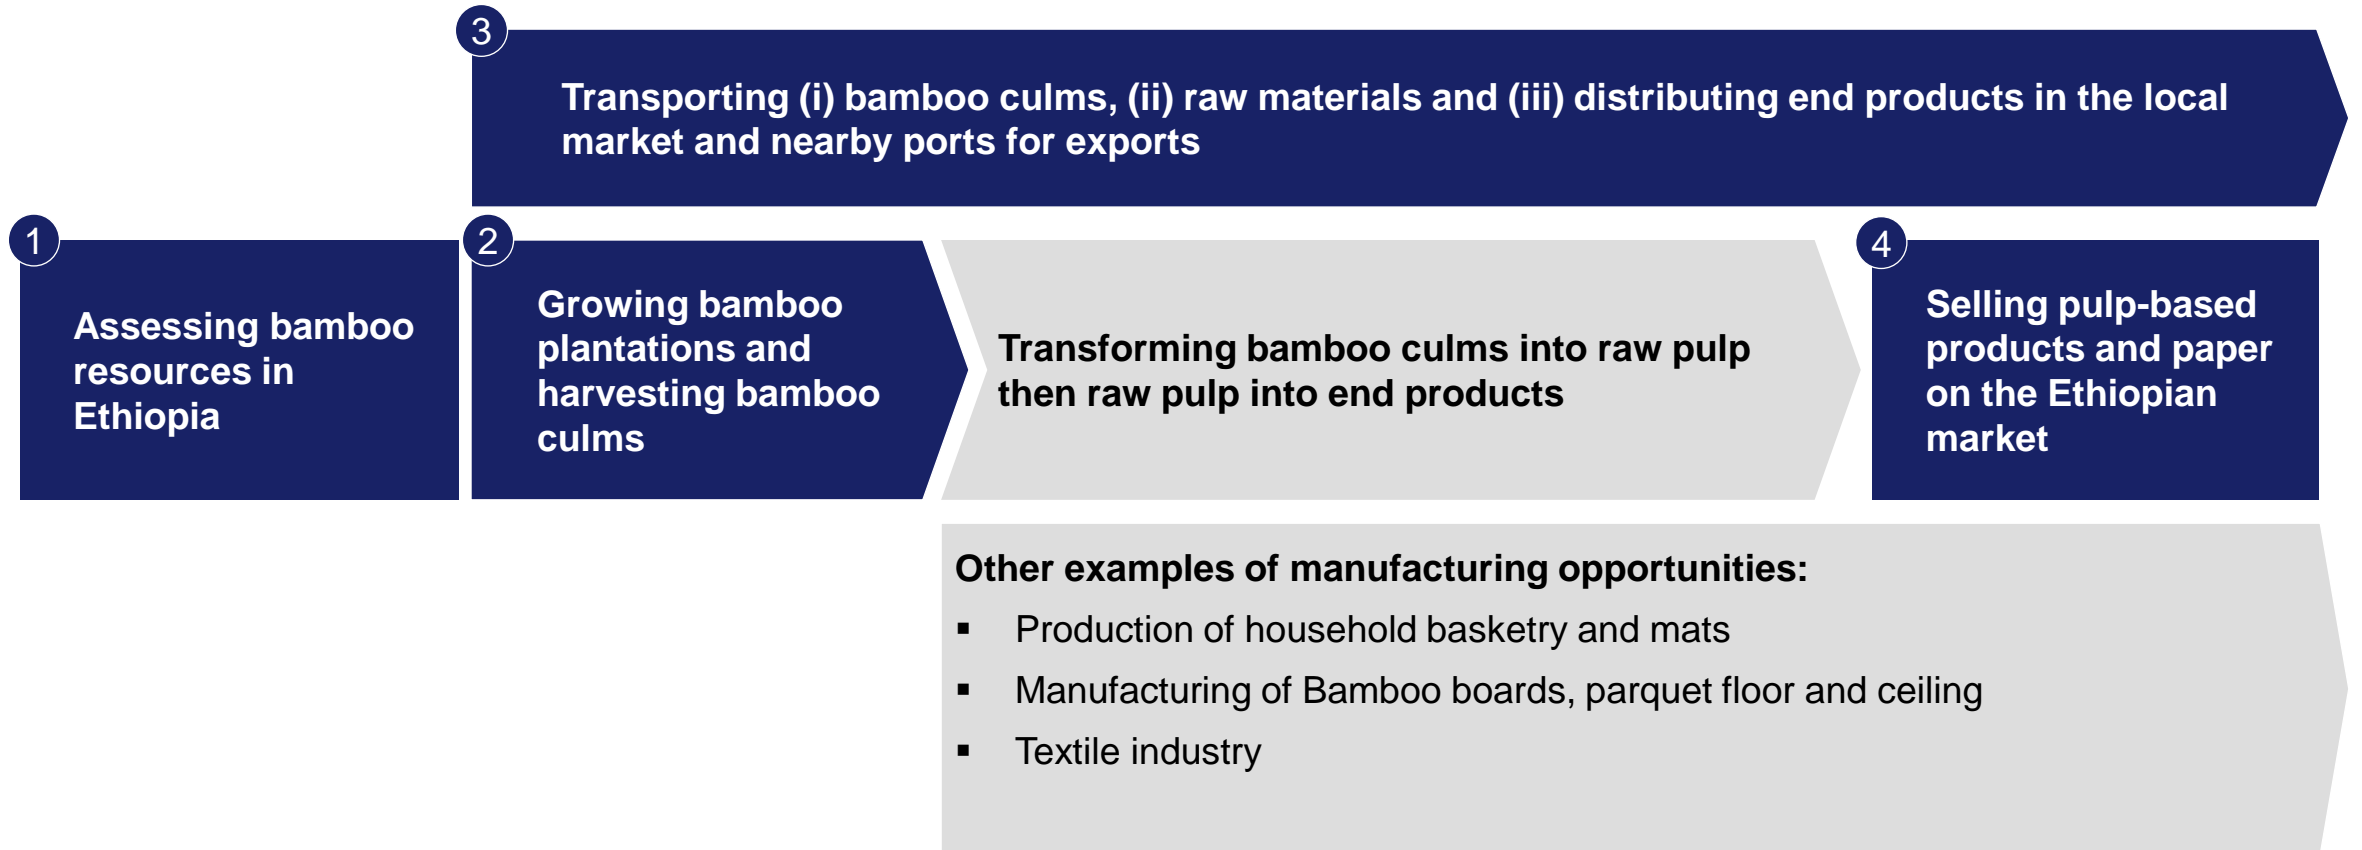 3
Transporting (i) bamboo culms, (ii) raw materials and (iii) distributing end products in the local
market and nearby ports for exports
1
Assessing bamboo
resources in
Ethiopia
2
Growing bamboo
plantations and
harvesting bamboo
culms
Transforming bamboo culms into raw pulp
then raw pulp into end products
4
Selling pulp-based
products and paper
on the Ethiopian
market
Other examples of manufacturing opportunities:
▪ Production of household basketry and mats
▪ Manufacturing of Bamboo boards, parquet floor and ceiling
▪ Textile industry